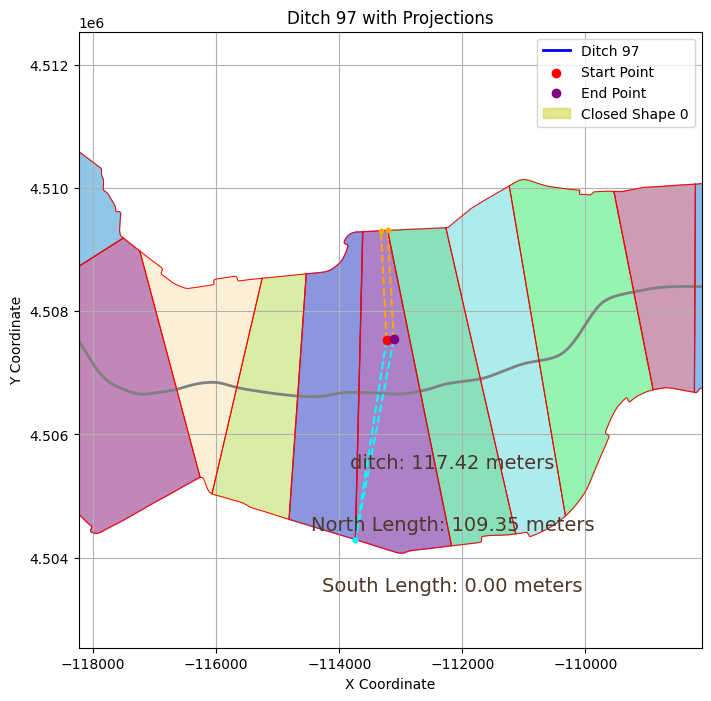 Ditch 97 with Projections
1e6
Ditch 97
Start Point
End Point
Closed Shape 0
4.512
4.510
4.508
4.506
4.504
Y Coordinate
ditch: 117.42 meters
North Length: 109.35 meters
South Length: 0.00 meters
−118000 −116000 −114000 −112000 −110000
X Coordinate